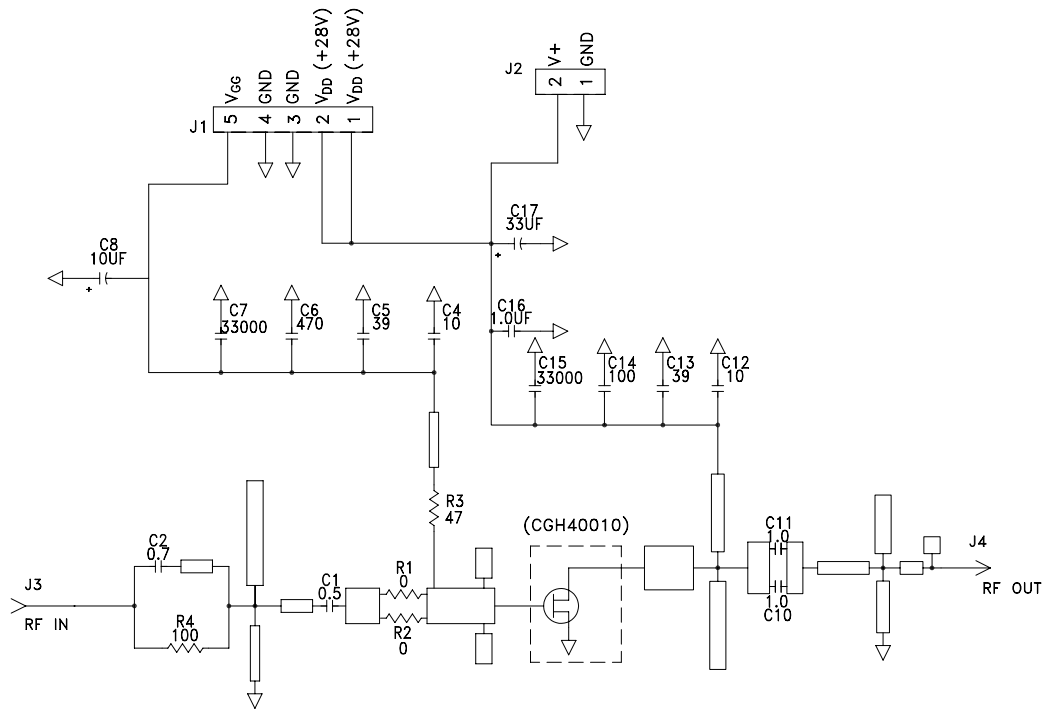 J1
5 VGG
4 GND
3 GND
2 VDD (+28V)
1 VDD (+28V)
J2
2 V+
1 GND
C8
10UF
C17
33UF
C7
33000
C6
470
C5
39
C4
10
C16
1.0UF
C15
33000
C14
100
C13
39
C12
10
R3
47
(CGH40010)
C11
1.0
1.0
C10
J4
RF OUT
C2
0.7
J3
RF IN
R4
100
C1
0.5
R1
0
R2
0
+
+